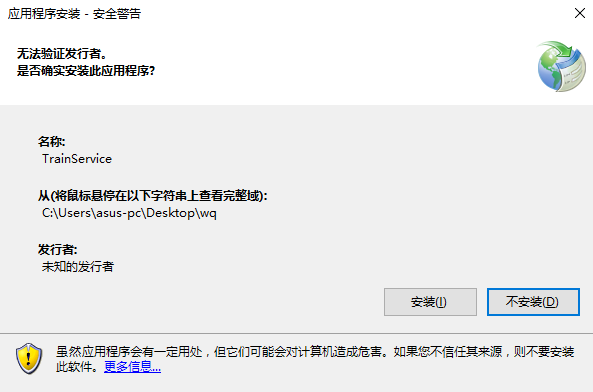 应用程序安装 - 安全警告
无法验证发行者。
是否确实安装此应用程序?
名称:
TrainService
从(将鼠标悬停在以下字符串上查看完整域):
C:\Users\asus-pc\Desktop\wq
发行者:
未知的发行者
安装(I) 不安装(D)
虽然应用程序会有一定用处，但它们可能会对计算机造成危害。如果您不信任其来源，则不要安装
此软件。更多信息...